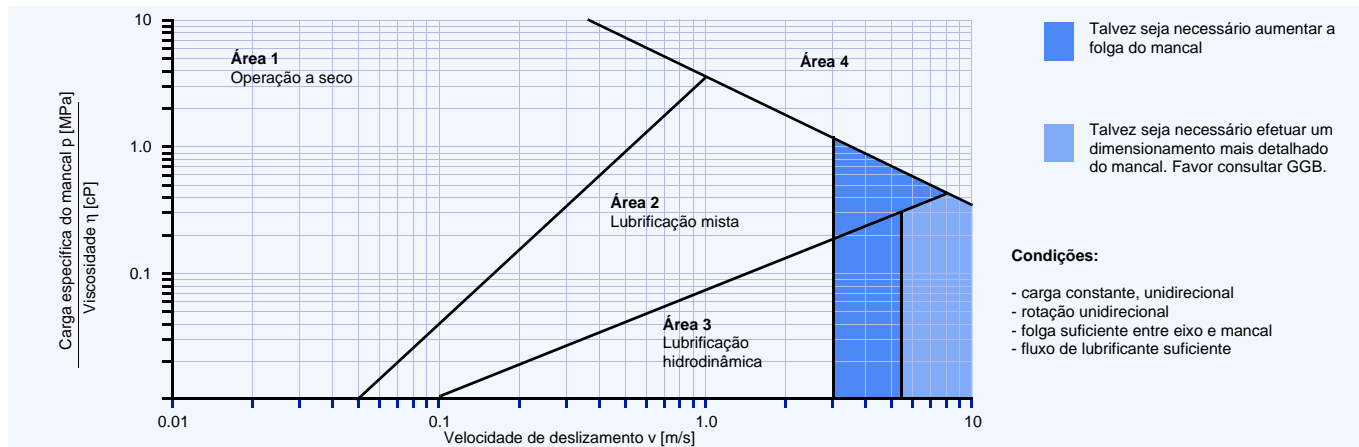 10
1.0
0.1
Carga específica do mancal p [MPa]
Viscosidade η [cP]
Área 1
Operação a seco
Área 4
Área 2
Lubrificação mista
Área 3
Lubrificação
hidrodinâmica
0.01
0.1
1.0
10
Velocidade de deslizamento v [m/s]
Talvez seja necessário aumentar a
folga do mancal
Talvez seja necessário efetuar um
dimensionamento mais detalhado
do mancal. Favor consultar GGB.
Condições:
- carga constante, unidirecional
- rotação unidirecional
- folga suficiente entre eixo e mancal
- fluxo de lubrificante suficiente